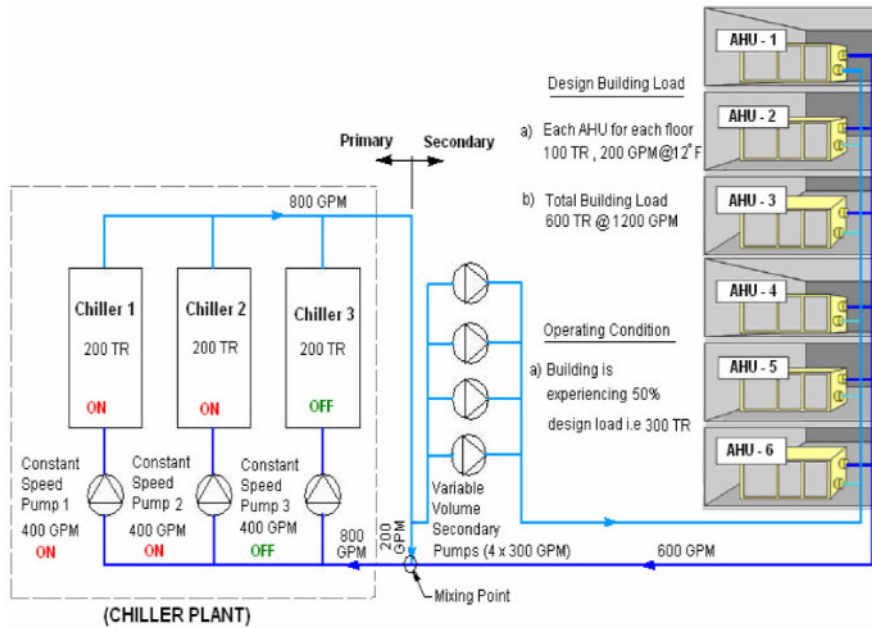 AHU - 1
Design Building Load
AHU - 2
a) Each AHU for each floor
100 TR , 200 GPM@12°F
Primary
Secondary
b) Total Building Load
600 TR @ 1200 GPM
AHU - 3
800 GPM
AHU - 4
Chiller 1
Chiller 2
Chiller 3
200 TR
200 TR
200 TR
Operating Condition
AHU - 5
a) Building is
experiencing 50%
design load i.e 300 TR
ON
ON
OFF
AHU - 6
Constant
Speed
Pump 1
400 GPM
ON
Constant
Speed
Pump 2
400 GPM
ON
Constant
Speed
Pump 3
400 GPM
OFF
800
GPM
200
GPM
Variable
Volume
Secondary
Pumps (4 x 300 GPM)
600 GPM
Mixing Point
(CHILLER PLANT)